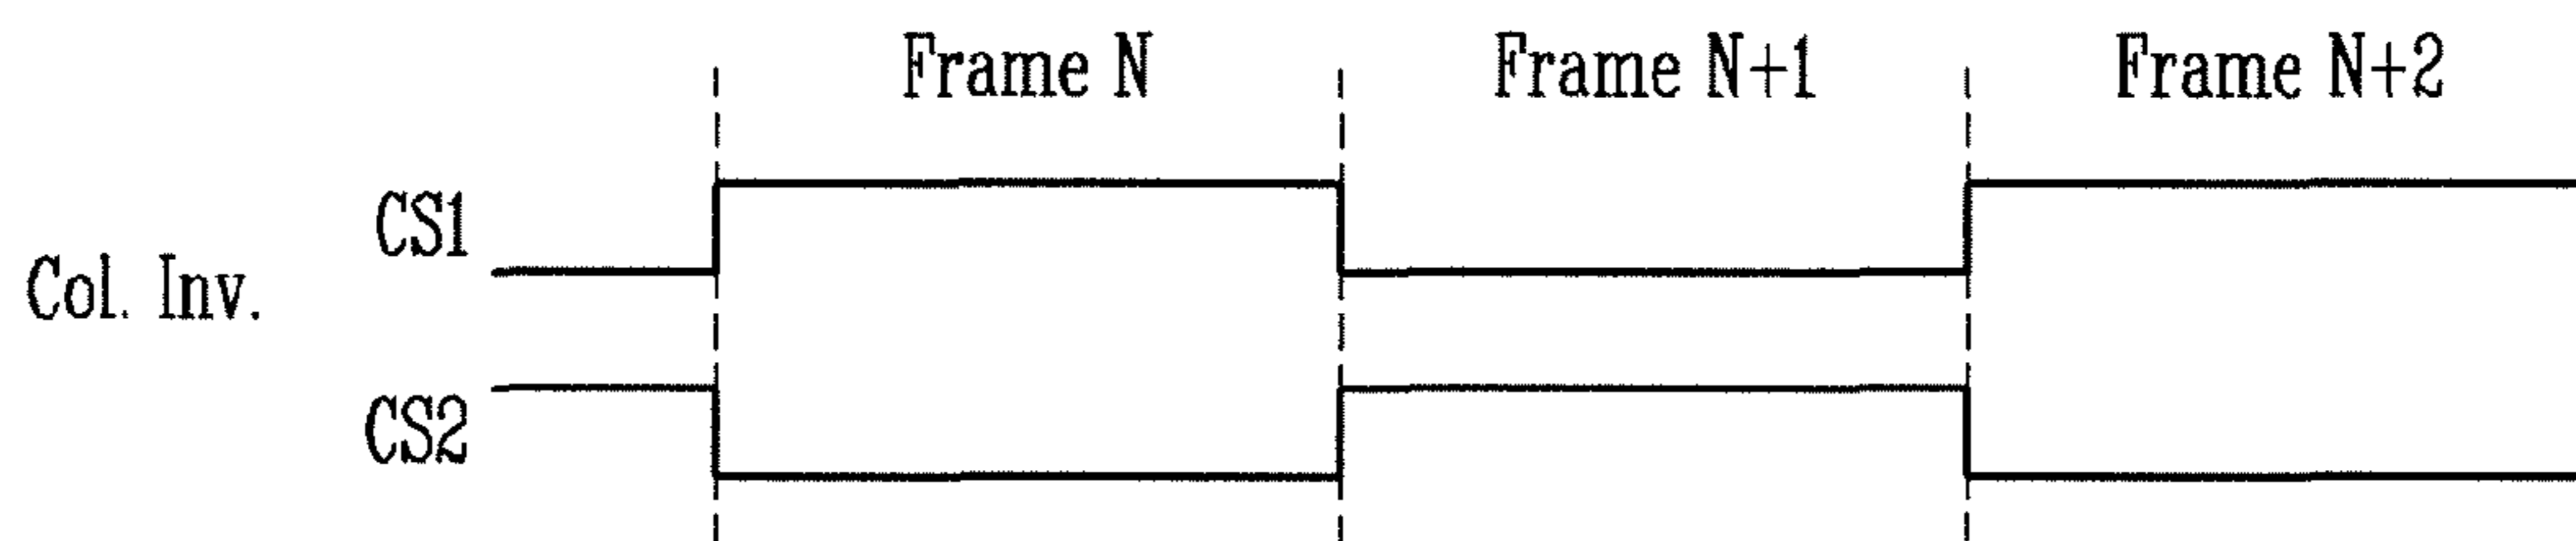 Frame N Frame N+1 Frame N+2
CS1
Col. Inv.
CS2